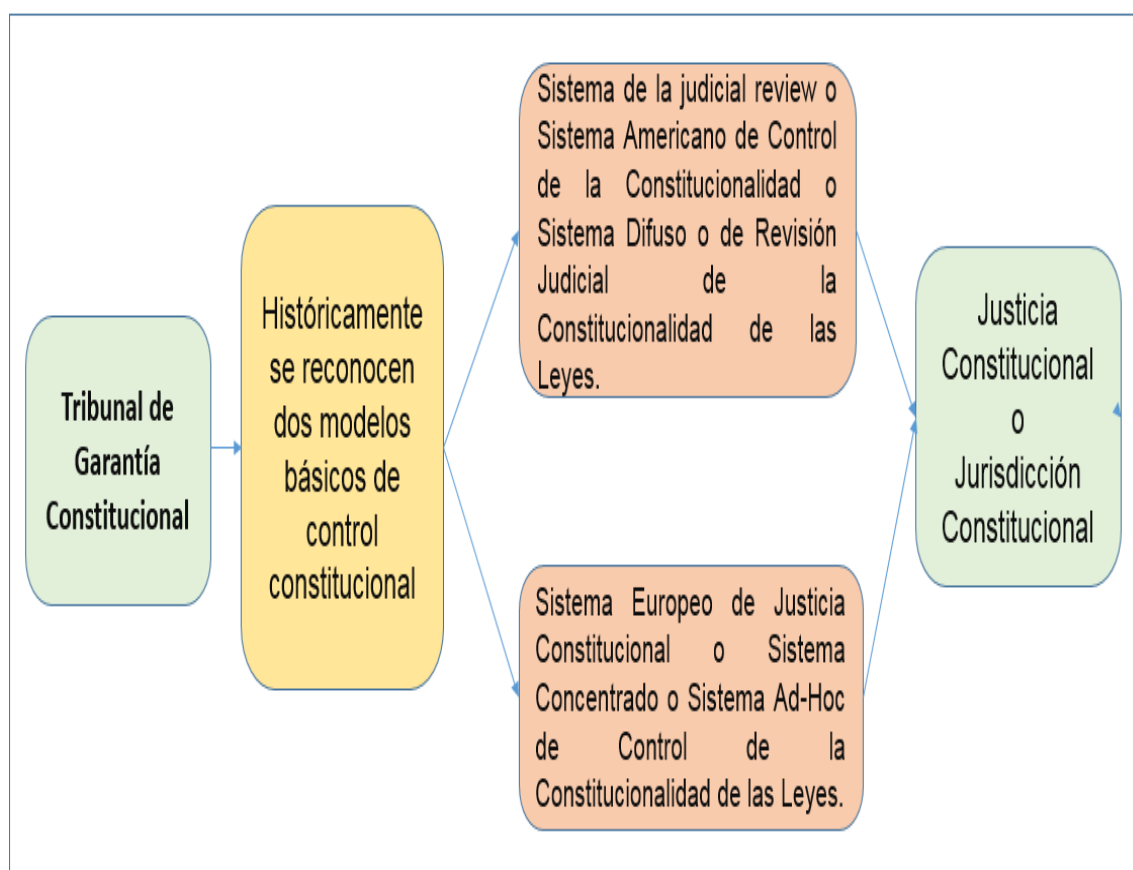 Tribunal de
Garantía
Constitucional
Históricamente
se reconocen
dos modelos
básicos de
control
constitucional
Sistema de la judicial review o
Sistema Americano de Control
de la Constitucionalidad o
Sistema Difuso o de Revisión
Judicial de la
Constitucionalidad de las
Leyes.
Sistema Europeo de Justicia
Constitucional o Sistema
Concentrado o Sistema Ad-Hoc
de Control de la
Constitucionalidad de las Leyes.
Justicia
Constitucional
o
Jurisdicción
Constitucional